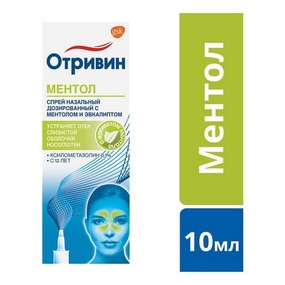 gsk
Отривин
МЕНТОЛ
СПРЕЙ НАЗАЛЬНЫЙ
ДОЗИРОВАННЫЙ С
МЕНТОЛОМ И ЭВКАЛИПТОМ
УСТРАНЯЕТ ОТЕК
СЛИЗИСТОЙ
ОБОЛОЧКИ
НОСОГЛОТКИ
• КСИЛОМЕТАЗОЛИН 0,1%
• С 12 ЛЕТ
Ментол
10мл